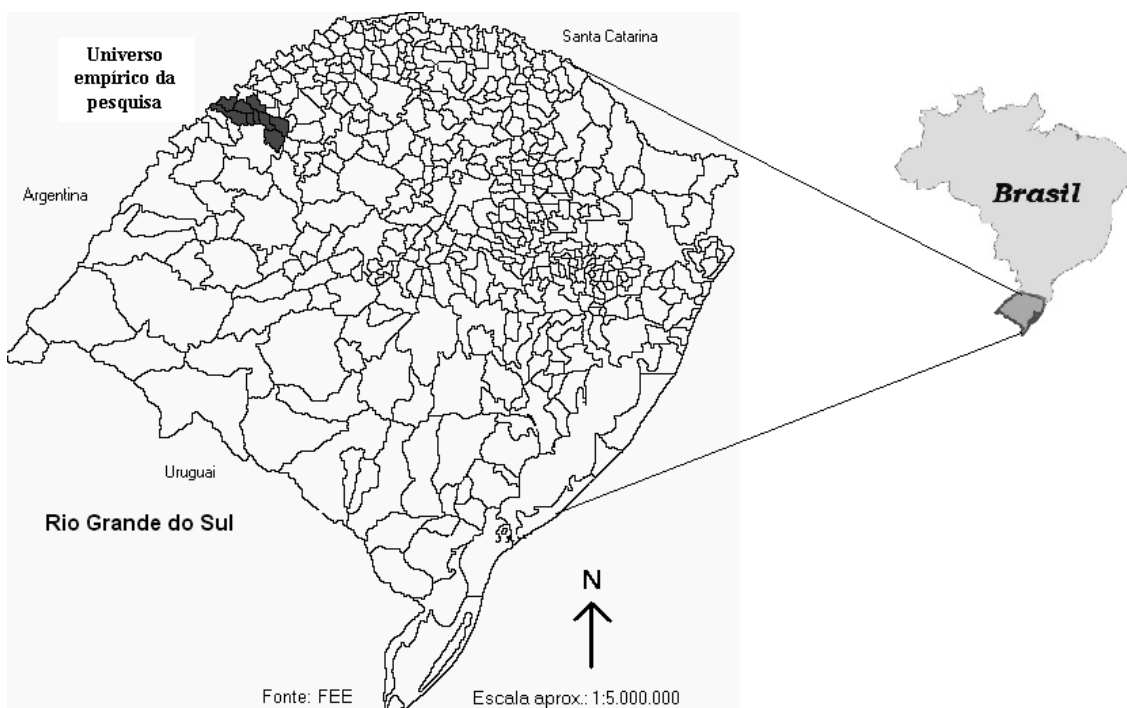 Universo
empírico da
pesquisa
Santa Catarina
Argentina
Brasil
Uruguai
Rio Grande do Sul
N
Fonte: FEE
Escala aprox.: 1:5.000.000